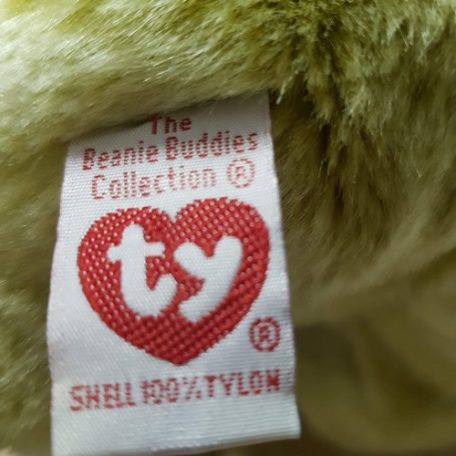 The
Beanie Buddies
Collection ®
ty
®
SHELL 100% TYLON